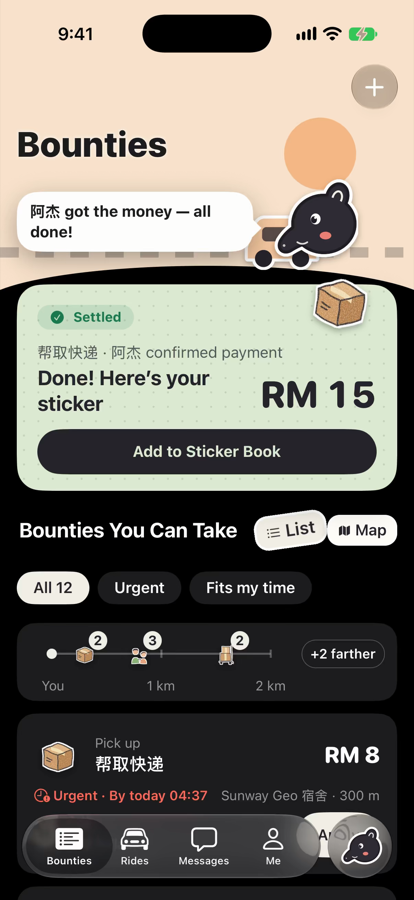 9:41
Bounties
阿杰 got the money — all
done!
Settled
帮取快递 · 阿杰 confirmed payment
Done! Here's your
sticker
RM 15
Add to Sticker Book
Bounties You Can Take
List
Map
All 12
Urgent
Fits my time
2
3
2
+2 farther
You
1 km
2 km
Pick up
帮取快递
RM 8
Urgent · By today 04:37
Sunway Geo 宿舍 · 300 m
Bounties
Rides
Messages
Me